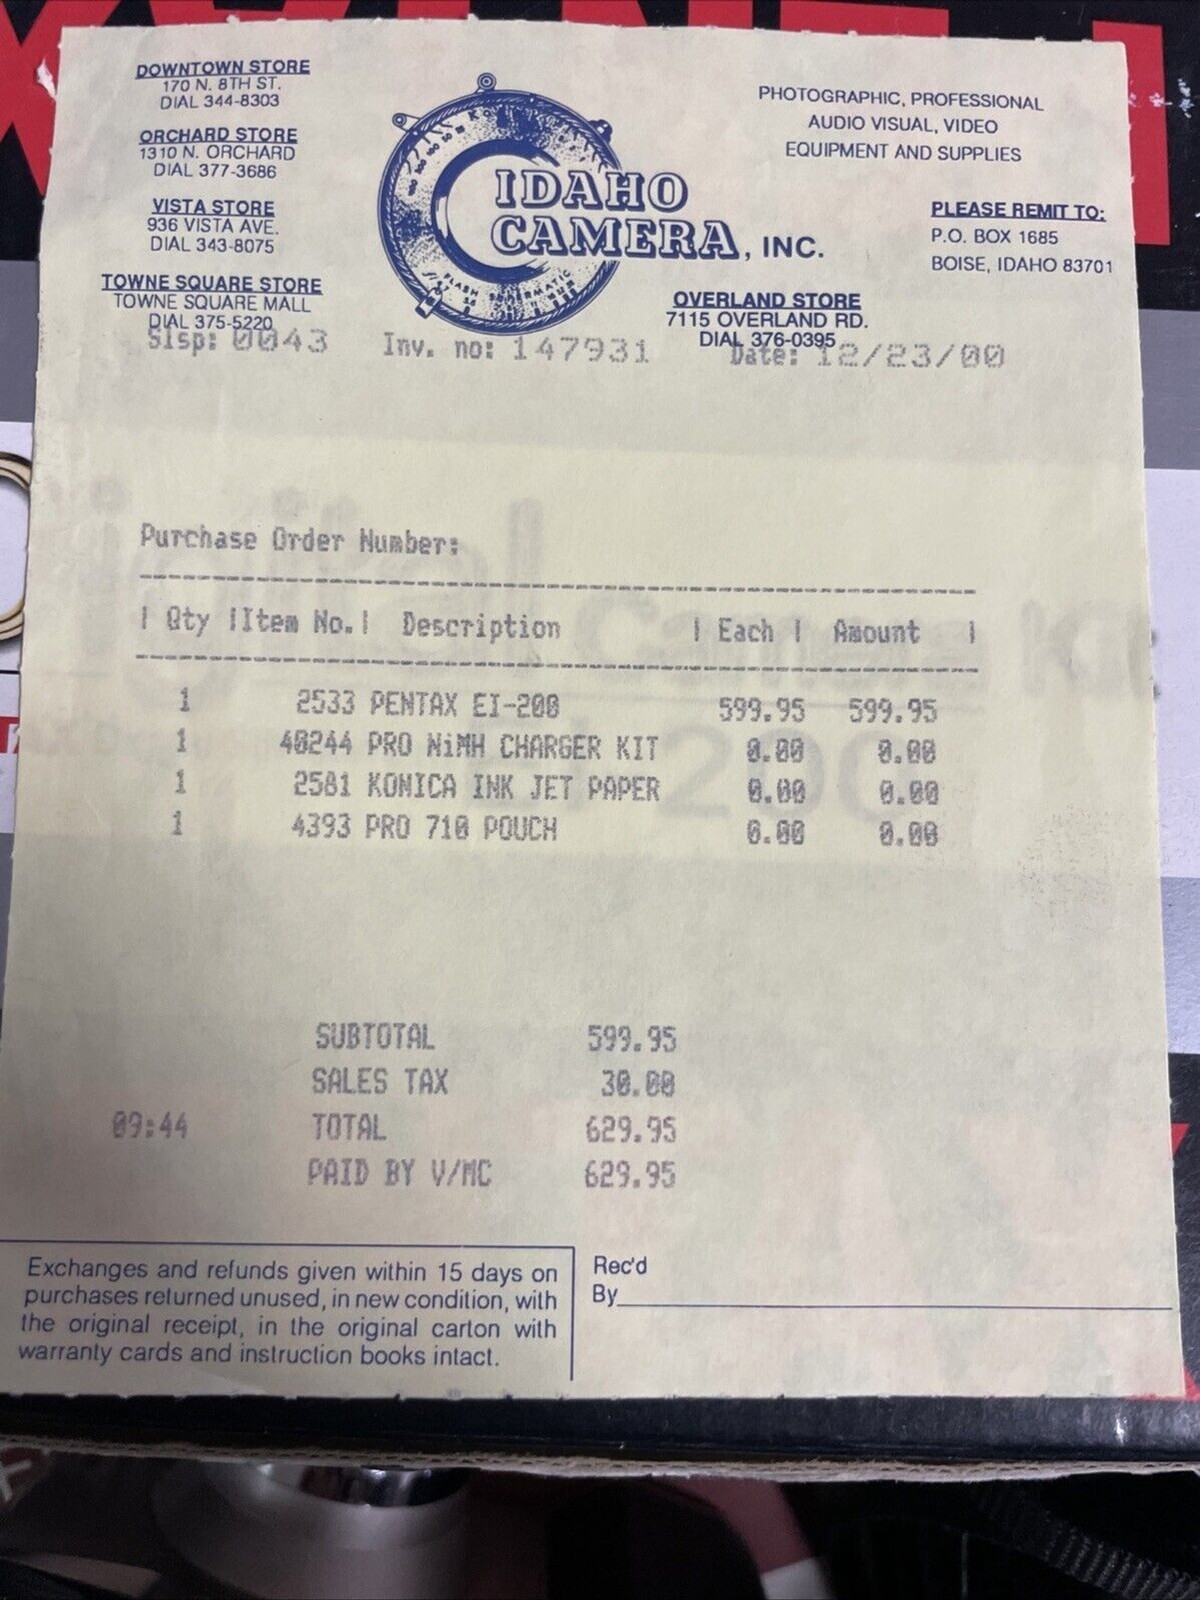 DOWNTOWN STORE
170 N. 8TH ST.
DIAL 344-8303
ORCHARD STORE
1310 N. ORCHARD
DIAL 377-3686
VISTA STORE
936 VISTA AVE.
DIAL 343-8075
TOWNE SQUARE STORE
TOWNE SQUARE MALL
DIAL 375-5220
IDAHO
CAMERA, INC.
PHOTOGRAPHIC, PROFESSIONAL
AUDIO VISUAL, VIDEO
EQUIPMENT AND SUPPLIES
PLEASE REMIT TO:
P.O. BOX 1685
BOISE, IDAHO 83701
OVERLAND STORE
7115 OVERLAND RD.
DIAL 376-0395
Slsp: 0043 Inv. no: 147931 Date: 12/23/00
Purchase Order Number:
| Qty |Item No.| Description | Each | Amount |
1 2533 PENTAX EI-200 599.95 599.95
1 40244 PRO NiMH CHARGER KIT 0.00 0.00
1 2581 KONICA INK JET PAPER 0.00 0.00
1 4393 PRO 710 POUCH 0.00 0.00
SUBTOTAL 599.95
SALES TAX 30.00
09:44 TOTAL 629.95
PAID BY V/MC 629.95
Exchanges and refunds given within 15 days on
purchases returned unused, in new condition, with
the original receipt, in the original carton with
warranty cards and instruction books intact.
Rec'd
By